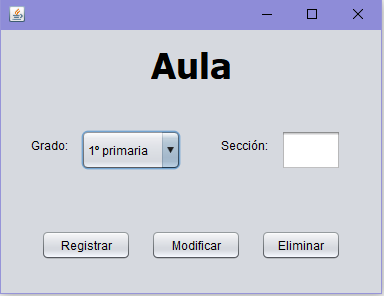 Aula
Grado: 1º primaria Sección:
Registrar Modificar Eliminar